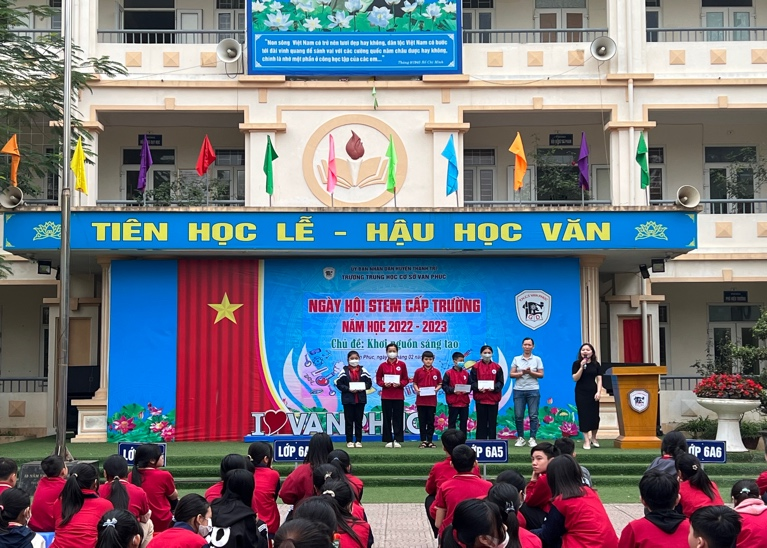 "Non sông Việt Nam có trở nên tươi đẹp hay không, dân tộc Việt Nam có bước
tới đài vinh quang để sánh vai với các cường quốc năm châu được hay không,
chính là nhờ một phần ở công học tập của các em..."
TIÊN HỌC LỄ - HẬU HỌC VĂN
ỦY BAN NHÂN DÂN HUYỆN THANH TRÌ
TRƯỜNG TRUNG HỌC CƠ SỞ VẠN PHÚC
NGÀY HỘI STEM CẤP TRƯỜNG
NĂM HỌC 2022 - 2023
Chủ đề: Khơi nguồn sáng tạo
Phúc, ngày 02
I VAN PHUC
LỚP 6A4
LỚP 6A5
LỚP 6A6